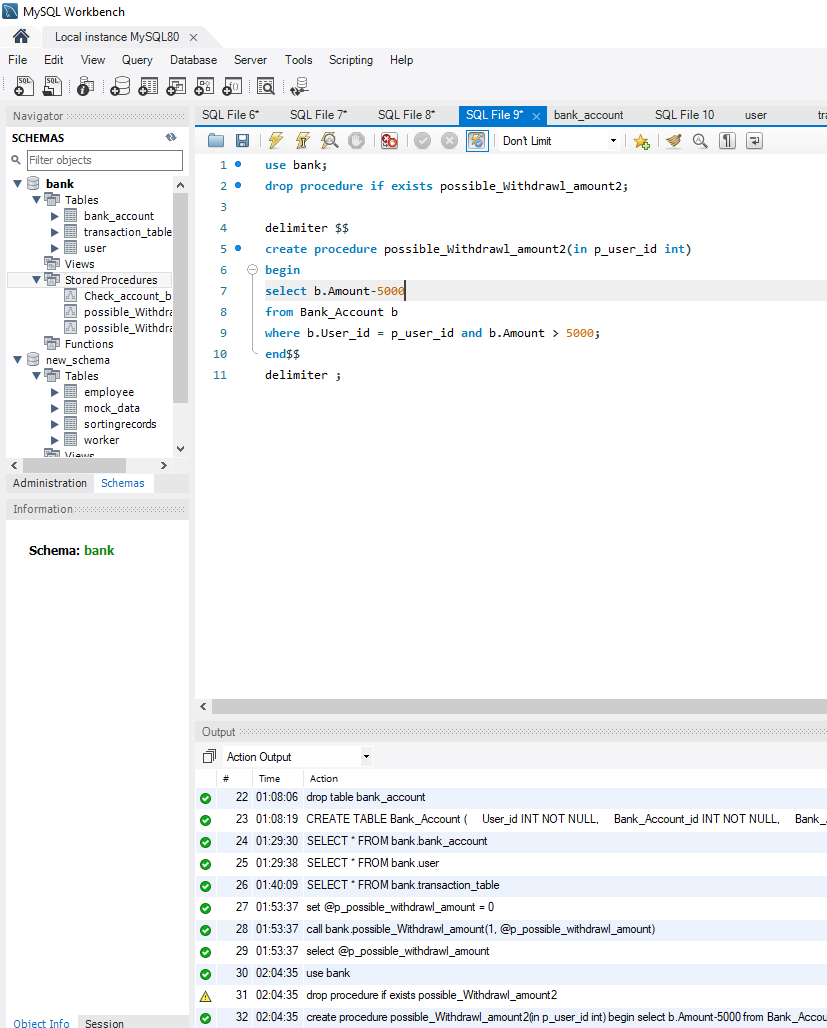 MySQL Workbench
Local instance MySQL80
File Edit View Query Database Server Tools Scripting Help
Navigator
SCHEMAS
Filter objects
bank
Tables
bank_account
transaction_table
user
Views
Stored Procedures
Check_account_b
possible_Withdra
possible_Withdra
Functions
new_schema
Tables
employee
mock_data
sortingrecords
worker
Views
Administration Schemas
Information
Schema: bank
Object Info Session
SQL File 6* SQL File 7* SQL File 8* SQL File 9* bank_account SQL File 10 user tra
Don't Limit
1 use bank;
2 drop procedure if exists possible_Withdrawl_amount2;
3
4 delimiter $$
5 create procedure possible_Withdrawl_amount2(in p_user_id int)
6 begin
7 select b.Amount-5000
8 from Bank_Account b
9 where b.User_id = p_user_id and b.Amount > 5000;
10 end$$
11 delimiter ;
Output
Action Output
# Time Action
22 01:08:06 drop table bank_account
23 01:08:19 CREATE TABLE Bank_Account ( User_id INT NOT NULL, Bank_Account_id INT NOT NULL, Bank_
24 01:29:30 SELECT * FROM bank.bank_account
25 01:29:38 SELECT * FROM bank.user
26 01:40:09 SELECT * FROM bank.transaction_table
27 01:53:37 set @p_possible_withdrawl_amount = 0
28 01:53:37 call bank.possible_Withdrawl_amount(1, @p_possible_withdrawl_amount)
29 01:53:37 select @p_possible_withdrawl_amount
30 02:04:35 use bank
31 02:04:35 drop procedure if exists possible_Withdrawl_amount2
32 02:04:35 create procedure possible_Withdrawl_amount2(in p_user_id int) begin select b.Amount-5000 from Bank_Accou